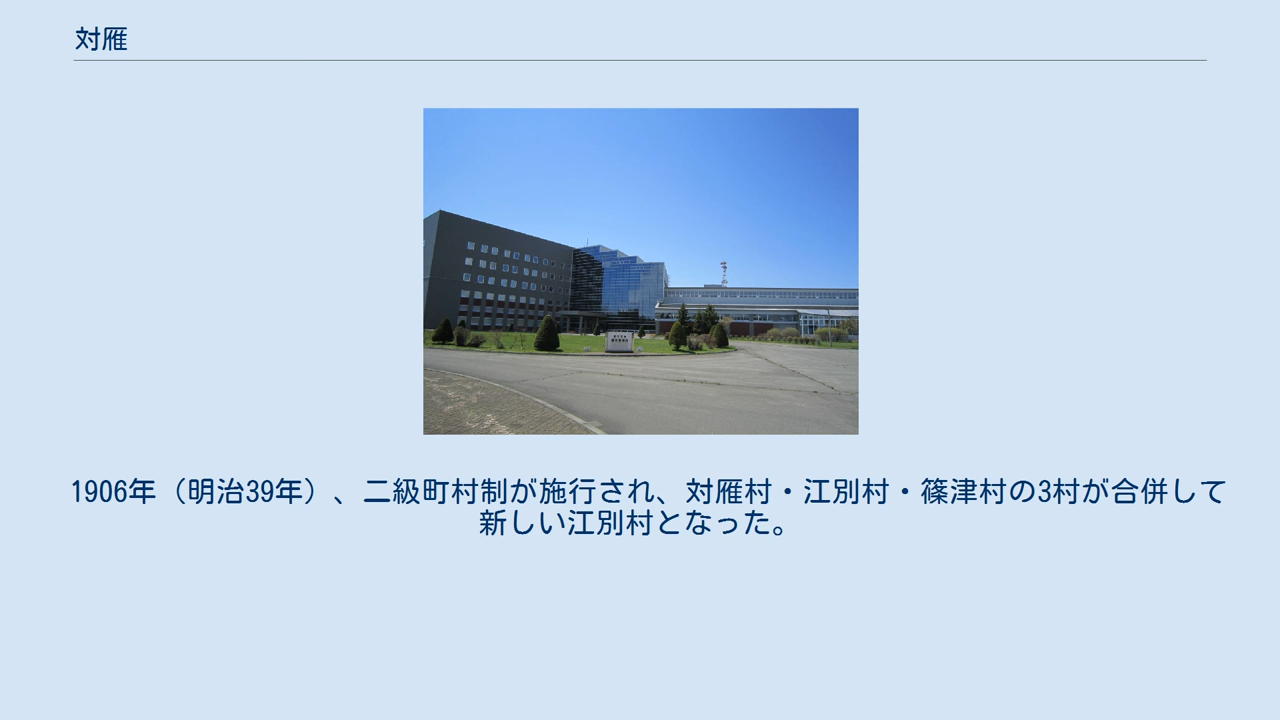 対雁
1906年（明治39年）、二級町村制が施行され、対雁村・江別村・篠津村の3村が合併して
新しい江別村となった。